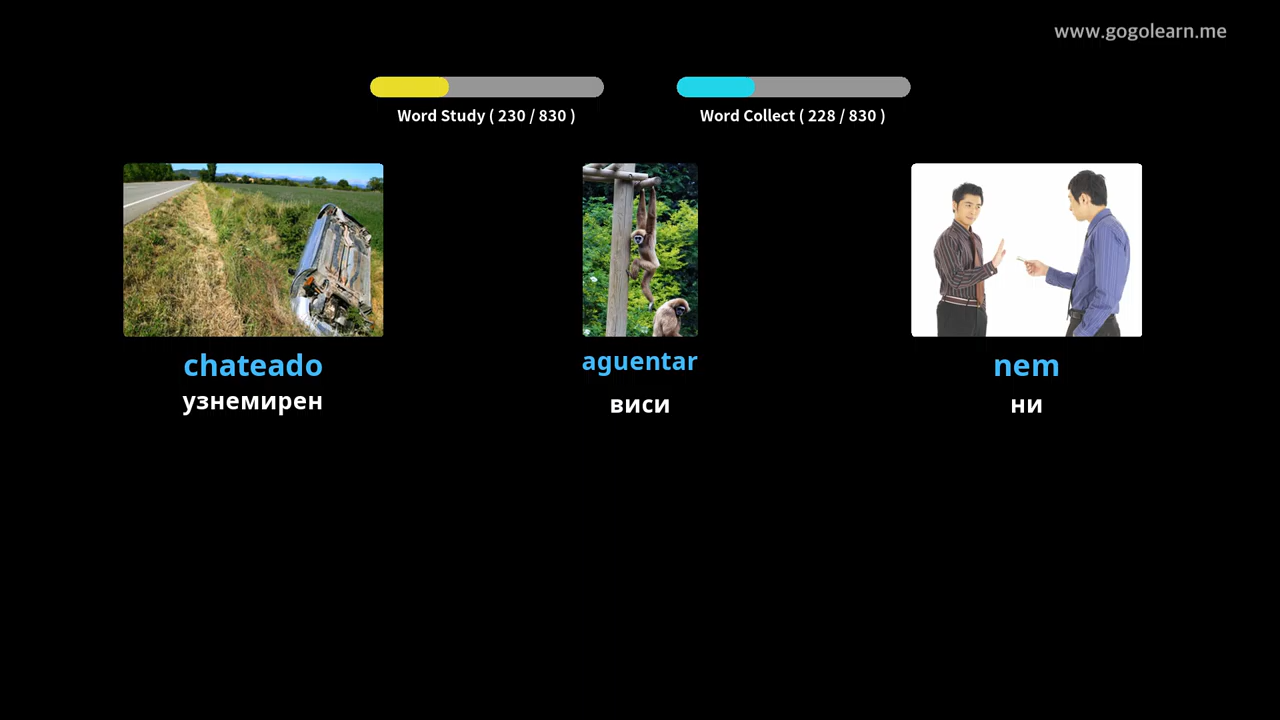 www.gogolearn.me
Word Study ( 230 / 830 )
Word Collect ( 228 / 830 )
chateado
узнемирен
aguentar
виси
nem
ни